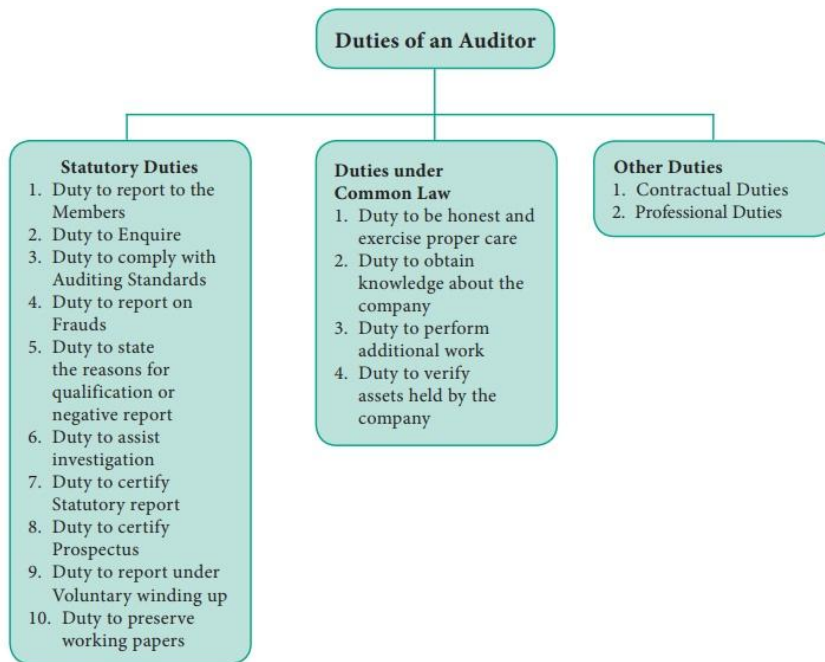 Duties of an Auditor
Statutory Duties
1. Duty to report to the
Members
2. Duty to Enquire
3. Duty to comply with
Auditing Standards
4. Duty to report on
Frauds
5. Duty to state
the reasons for
qualification or
negative report
6. Duty to assist
investigation
7. Duty to certify
Statutory report
8. Duty to certify
Prospectus
9. Duty to report under
Voluntary winding up
10. Duty to preserve
working papers
Duties under
Common Law
1. Duty to be honest and
exercise proper care
2. Duty to obtain
knowledge about the
company
3. Duty to perform
additional work
4. Duty to verify
assets held by the
company
Other Duties
1. Contractual Duties
2. Professional Duties